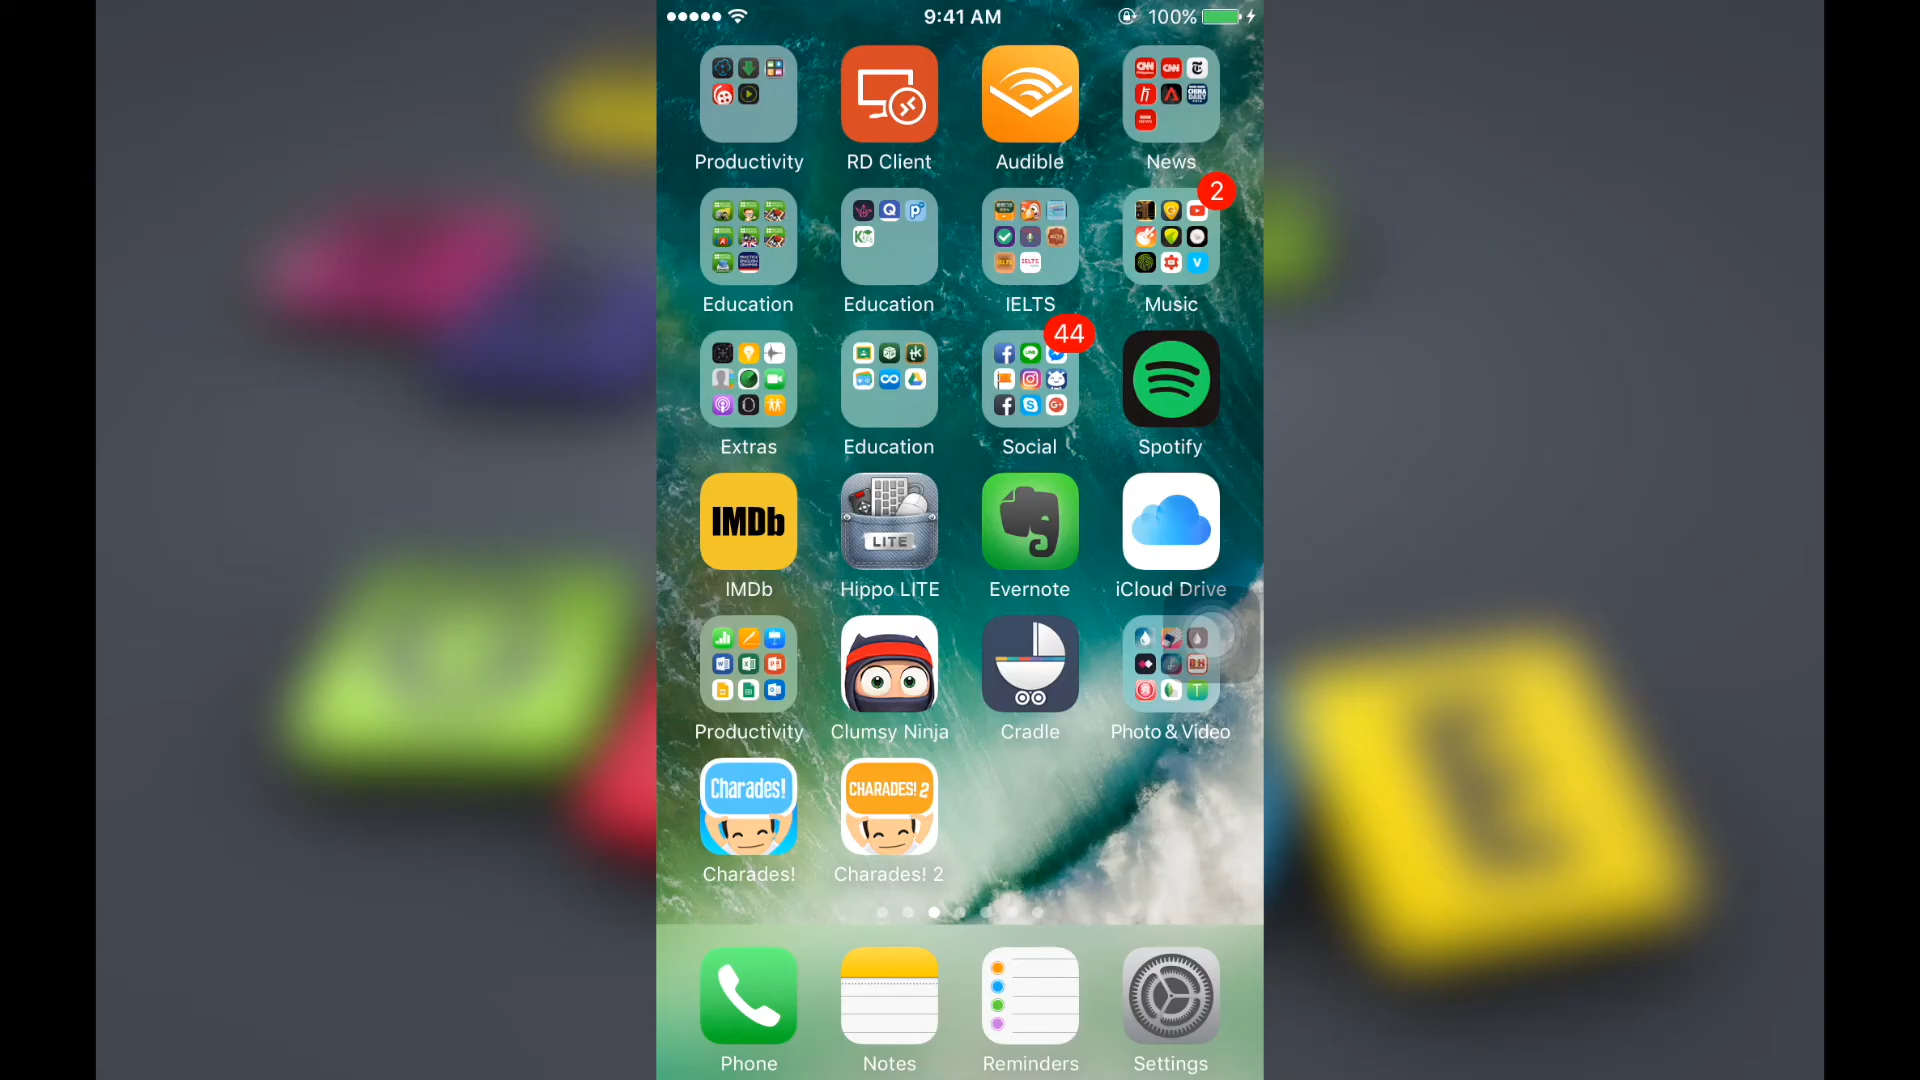 9:41 AM
100%
Productivity
RD Client
Audible
News
2
Education
Education
IELTS
Music
44
Extras
Education
Social
Spotify
IMDb
LITE
IMDb
Hippo LITE
Evernote
iCloud Drive
Productivity
Clumsy Ninja
Cradle
Photo & Video
Charades!
CHARADES! 2
Charades!
Charades! 2
Phone
Notes
Reminders
Settings